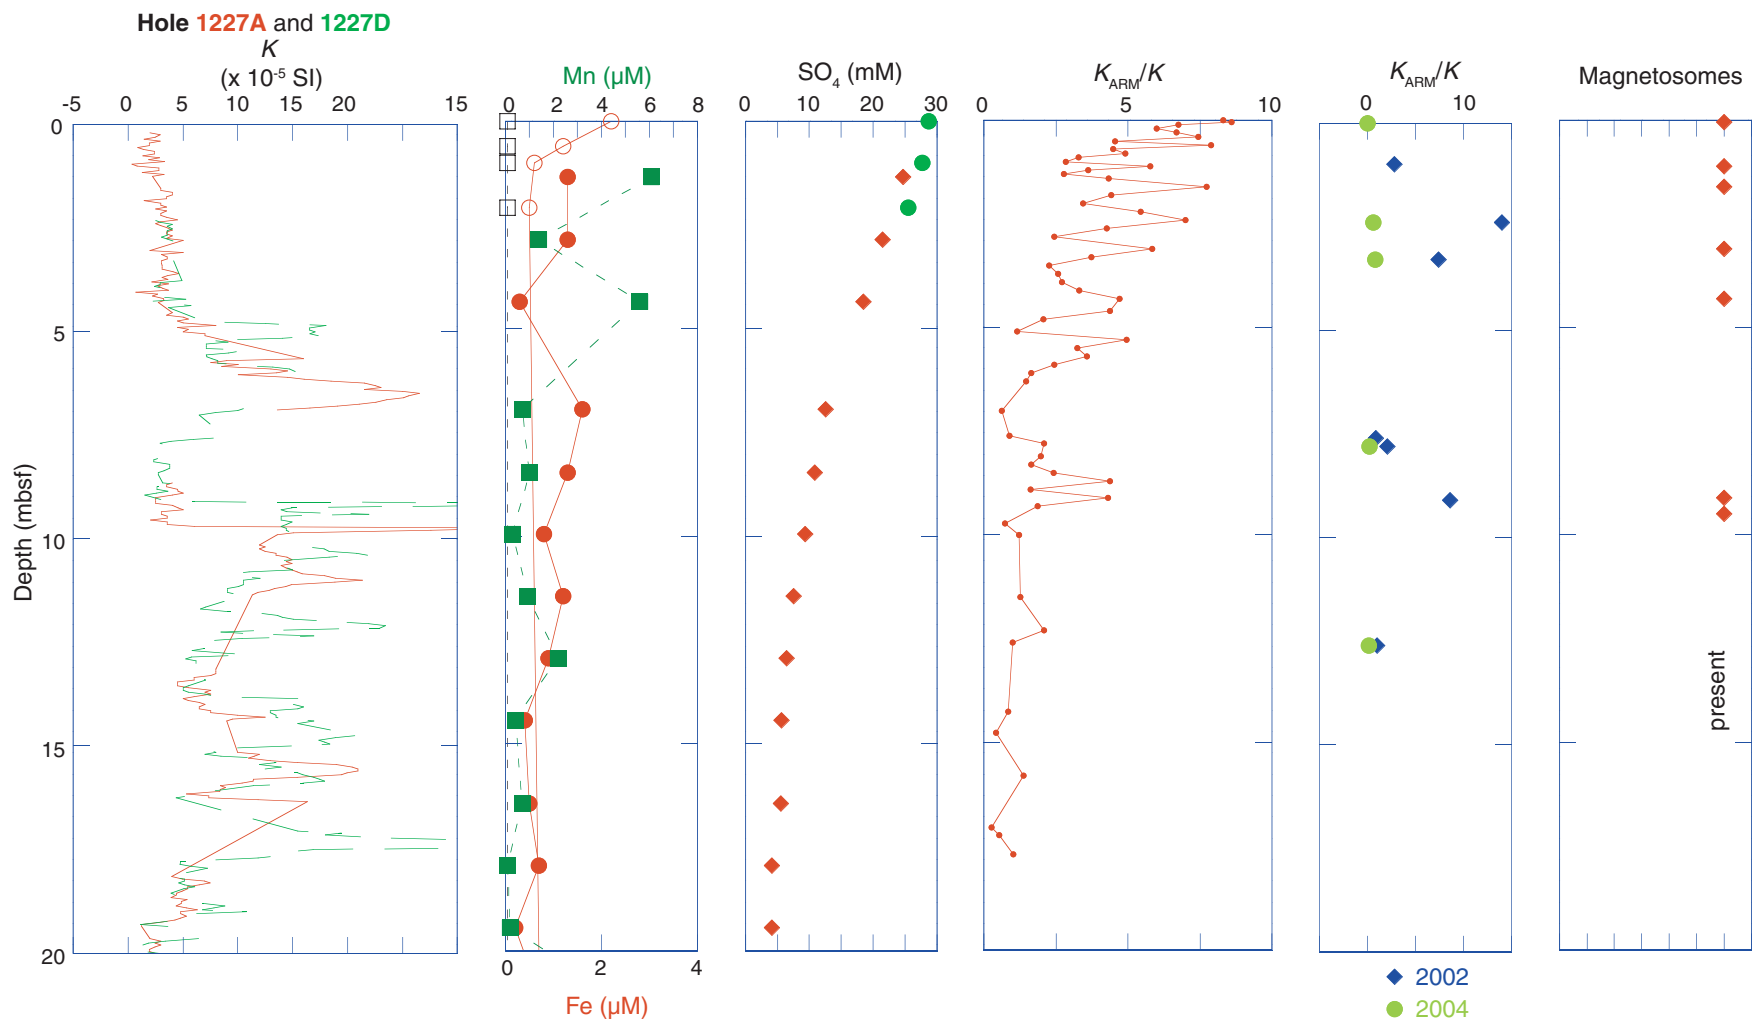 Hole 1227A and 1227D
K
(x 10⁻⁵ SI)
Mn (µM)
SO₄ (mM)
K_ARM/K
K_ARM/K
Magnetosomes
-5 0 5 10 15 20 15
0 2 4 6 8
0 10 20 30
0 5 10
0 10
0
5
10
15
20
Depth (mbsf)
present
0 2 4
Fe (µM)
2002
2004